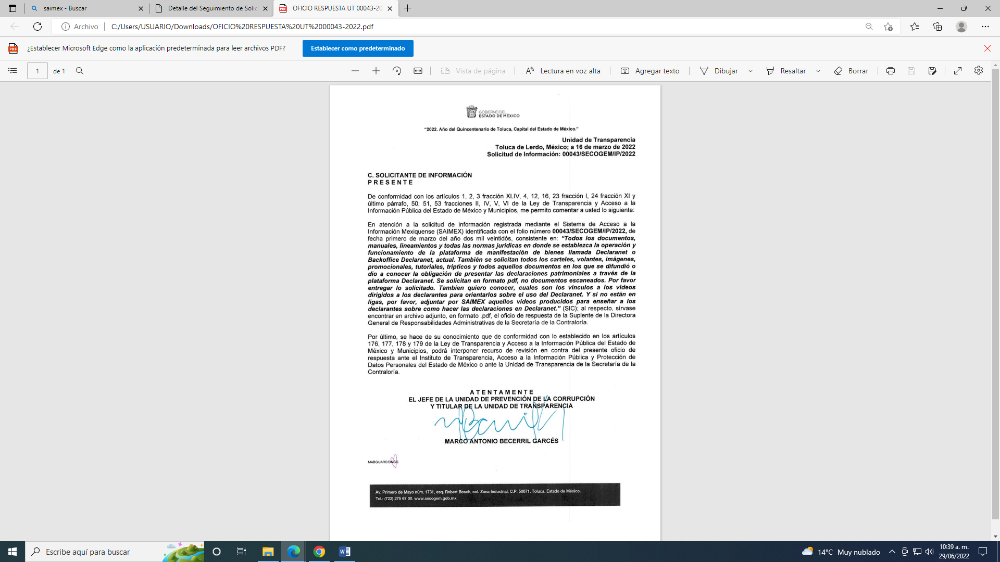 saimex - Buscar
Detalle del Seguimiento de Solic
OFICIO RESPUESTA UT 00043-20
Archivo
C:/Users/USUARIO/Downloads/OFICIO%20RESPUESTA%20UT%2000043-2022.pdf
¿Establecer Microsoft Edge como la aplicación predeterminada para leer archivos PDF?
Establecer como predeterminado
1 de 1
Vista de página
Lectura en voz alta
Agregar texto
Dibujar
Resaltar
Borrar
GOBIERNO DEL
ESTADO DE MÉXICO
“2022. Año del Quincentenario de Toluca, Capital del Estado de México.”
Unidad de Transparencia
Toluca de Lerdo, México; a 16 de marzo de 2022
Solicitud de Información: 00043/SECOGEM/IP/2022
C. SOLICITANTE DE INFORMACIÓN
P R E S E N T E
De conformidad con los artículos 1, 2, 3 fracción XLIV, 4, 12, 16, 23 fracción I, 24 fracción XI y
último párrafo, 50, 51, 53 fracciones II, IV, V, VI de la Ley de Transparencia y Acceso a la
Información Pública del Estado de México y Municipios, me permito comentar a usted lo siguiente:
En atención a la solicitud de información registrada mediante el Sistema de Acceso a la
Información Mexiquense (SAIMEX) identificada con el folio número 00043/SECOGEM/IP/2022, de
fecha primero de marzo del año dos mil veintidós, consistente en: “Todos los documentos,
manuales, lineamientos y todas las normas jurídicas en donde se establezca la operación y
funcionamiento de la plataforma de manifestación de bienes llamada Declaranet o
Backoffice Declaranet, actual. También se solicitan todos los carteles, volantes, imágenes,
promocionales, tutoriales, trípticos y todos aquellos documentos en los que se difundió o
dio a conocer la obligación de presentar las declaraciones patrimoniales a través de la
plataforma Declaranet. Se solicitan en formato pdf, no documentos escaneados. Por favor
entregar lo solicitado. Tambien quiero conocer, cuales son los vínculos a los videos
dirigidos a los declarantes para orientarlos sobre el uso del Declaranet. Y si no están en
ligas, por favor, adjuntar por SAIMEX aquellos videos producidos para enseñar a los
declarantes sobre como hacer las declaraciones en Declaranet.” (SIC); al respecto, sírvase
encontrar en archivo adjunto, en formato .pdf, el oficio de respuesta de la Suplente de la Directora
General de Responsabilidades Administrativas de la Secretaría de la Contraloría.
Por último, se hace de su conocimiento que de conformidad con lo establecido en los artículos
176, 177, 178 y 179 de la Ley de Transparencia y Acceso a la Información Pública del Estado de
México y Municipios, podrá interponer recurso de revisión en contra del presente oficio de
respuesta ante el Instituto de Transparencia, Acceso a la Información Pública y Protección de
Datos Personales del Estado de México o ante la Unidad de Transparencia de la Secretaría de la
Contraloría.
A T E N T A M E N T E
EL JEFE DE LA UNIDAD DE PREVENCIÓN DE LA CORRUPCIÓN
Y TITULAR DE LA UNIDAD DE TRANSPARENCIA
MARCO ANTONIO BECERRIL GARCÉS
MABG/JARC/DNGG
Av. Primero de Mayo núm. 1731, esq. Robert Bosch, col. Zona Industrial, C.P. 50071, Toluca, Estado de México.
Tel.: (722) 275 67 00. www.secogem.gob.mx
Escribe aquí para buscar
14°C Muy nublado
10:39 a. m.
29/06/2022